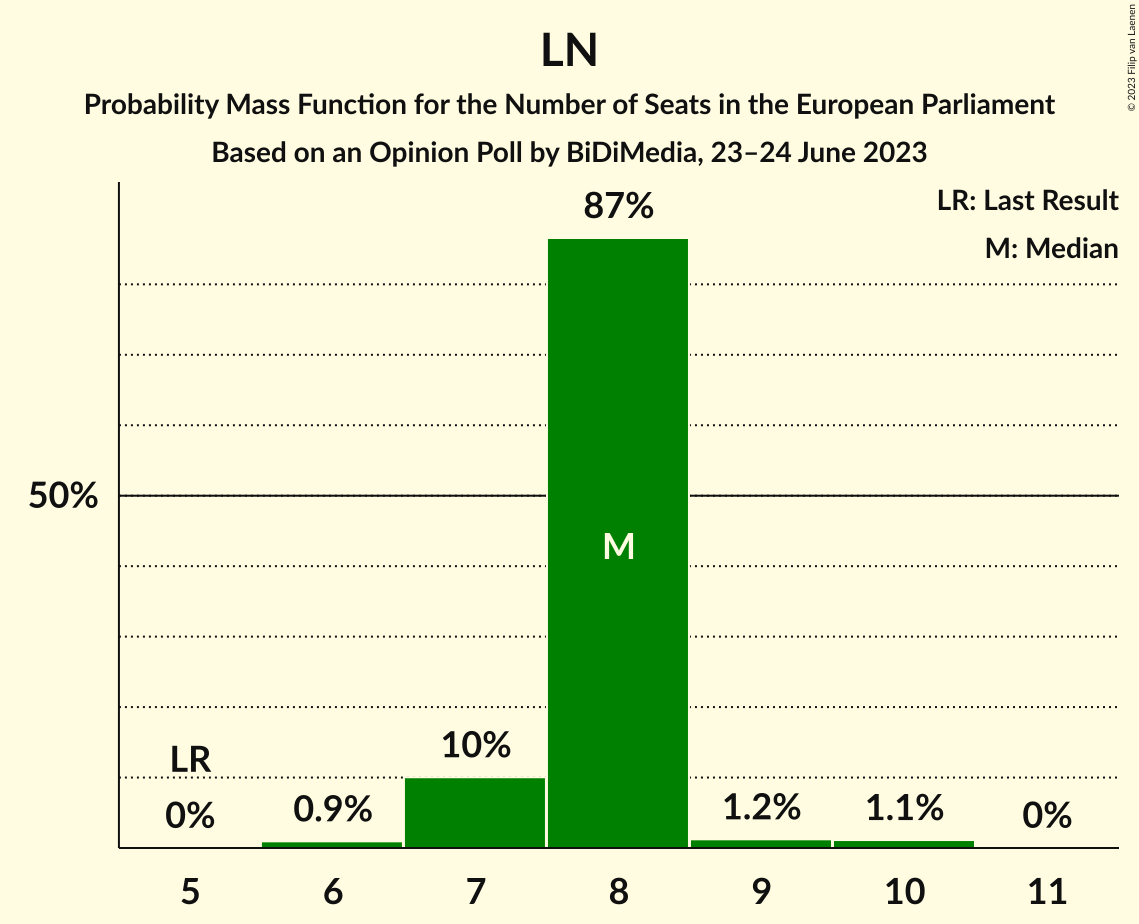 LN
Probability Mass Function for the Number of Seats in the European Parliament
Based on an Opinion Poll by BiDiMedia, 23–24 June 2023
© 2023 Filip van Laenen
LR: Last Result
M: Median
87%
50%
M
LR
0%
0.9%
10%
1.2%
1.1%
0%
5 6 7 8 9 10 11